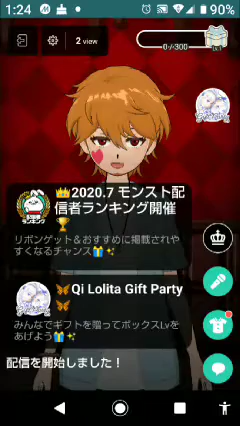 1:24
90%
2 view
0 / 300
Lv.1
👑2020.7 モンスト配
信者ランキング開催
🏆
リボンゲット＆おすすめに掲載されや
すくなるチャンス🎁✨
🦋Qi Lolita Gift Party
🦋
みんなでギフトを贈ってボックスLvを
あげよう🎁✨
配信を開始しました！